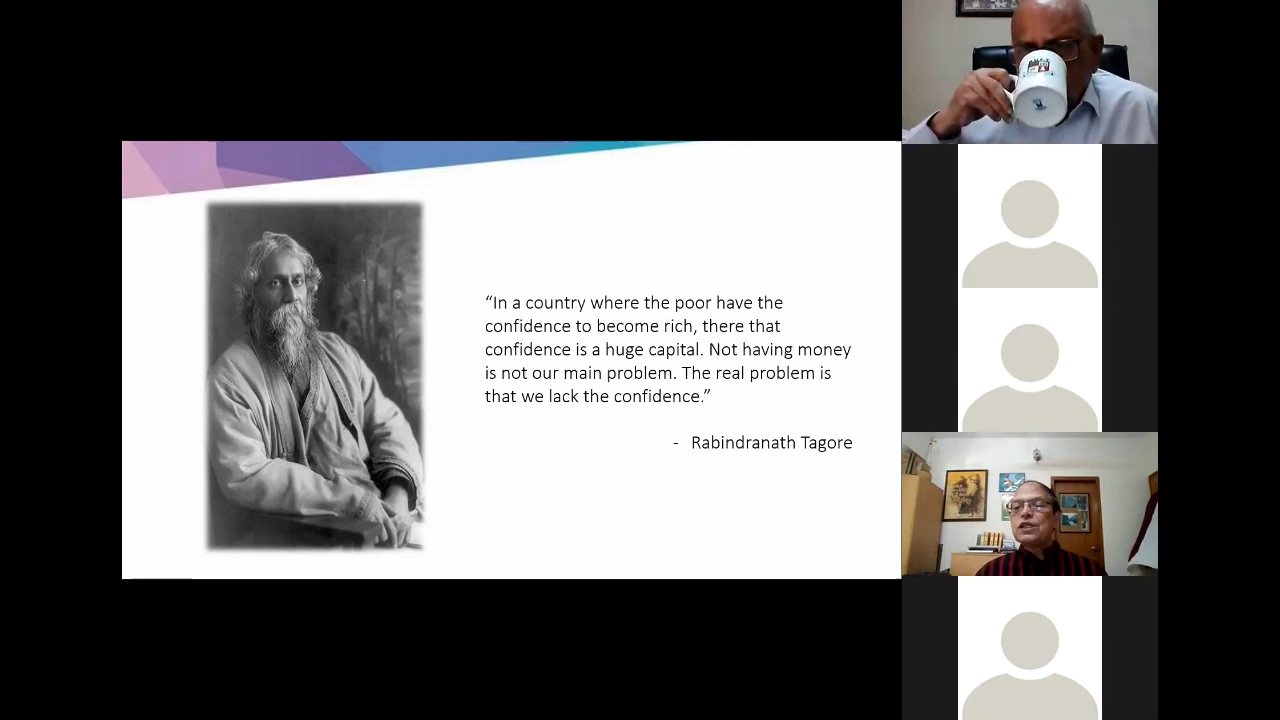 “In a country where the poor have the
confidence to become rich, there that
confidence is a huge capital. Not having money
is not our main problem. The real problem is
that we lack the confidence.”
- Rabindranath Tagore